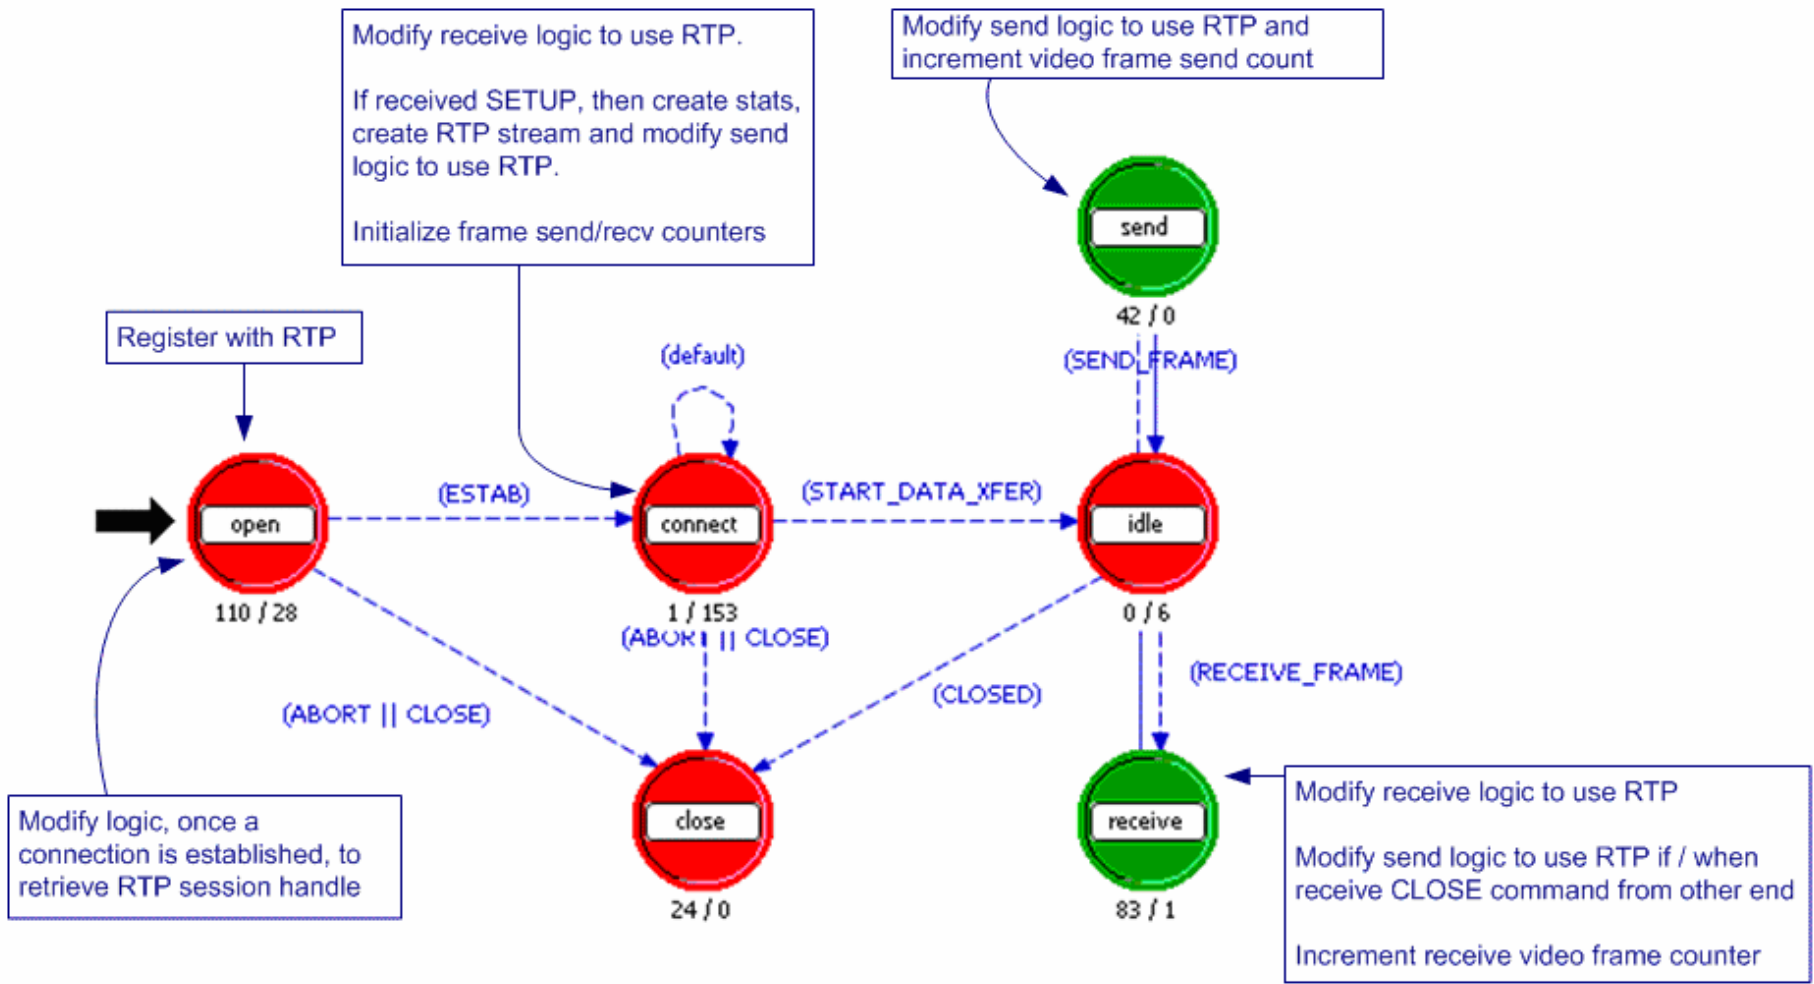 Modify receive logic to use RTP.
If received SETUP, then create stats,
create RTP stream and modify send
logic to use RTP.
Initialize frame send/recv counters
Modify send logic to use RTP and
increment video frame send count
send
42 / 0
Register with RTP
(default)
(SEND_FRAME)
open
110 / 28
(ESTAB)
connect
1 / 153
(START_DATA_XFER)
idle
0 / 6
(ABORT || CLOSE)
(ABORT || CLOSE)
(CLOSED)
(RECEIVE_FRAME)
close
24 / 0
receive
83 / 1
Modify logic, once a
connection is established, to
retrieve RTP session handle
Modify receive logic to use RTP
Modify send logic to use RTP if / when
receive CLOSE command from other end
Increment receive video frame counter